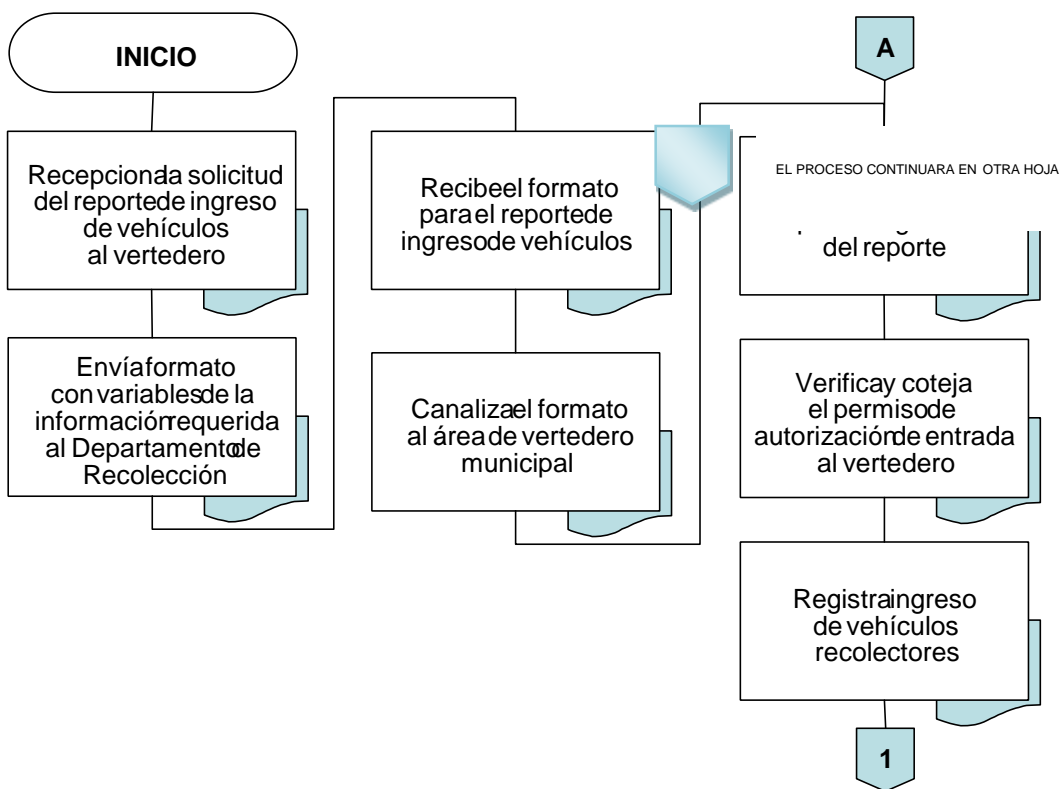 INICIO
Recepciona la solicitud
del reporte de ingreso
de vehículos
al vertedero
Envía formato
con variables de la
información requerida
al Departamento de
Recolección
Recibe el formato
para el reporte de
ingreso de vehículos
Canaliza el formato
al área de vertedero
municipal
A
EL PROCESO CONTINUARA EN OTRA HOJA
del reporte
Verifica y coteja
el permiso de
autorización de entrada
al vertedero
Registra ingreso
de vehículos
recolectores
1